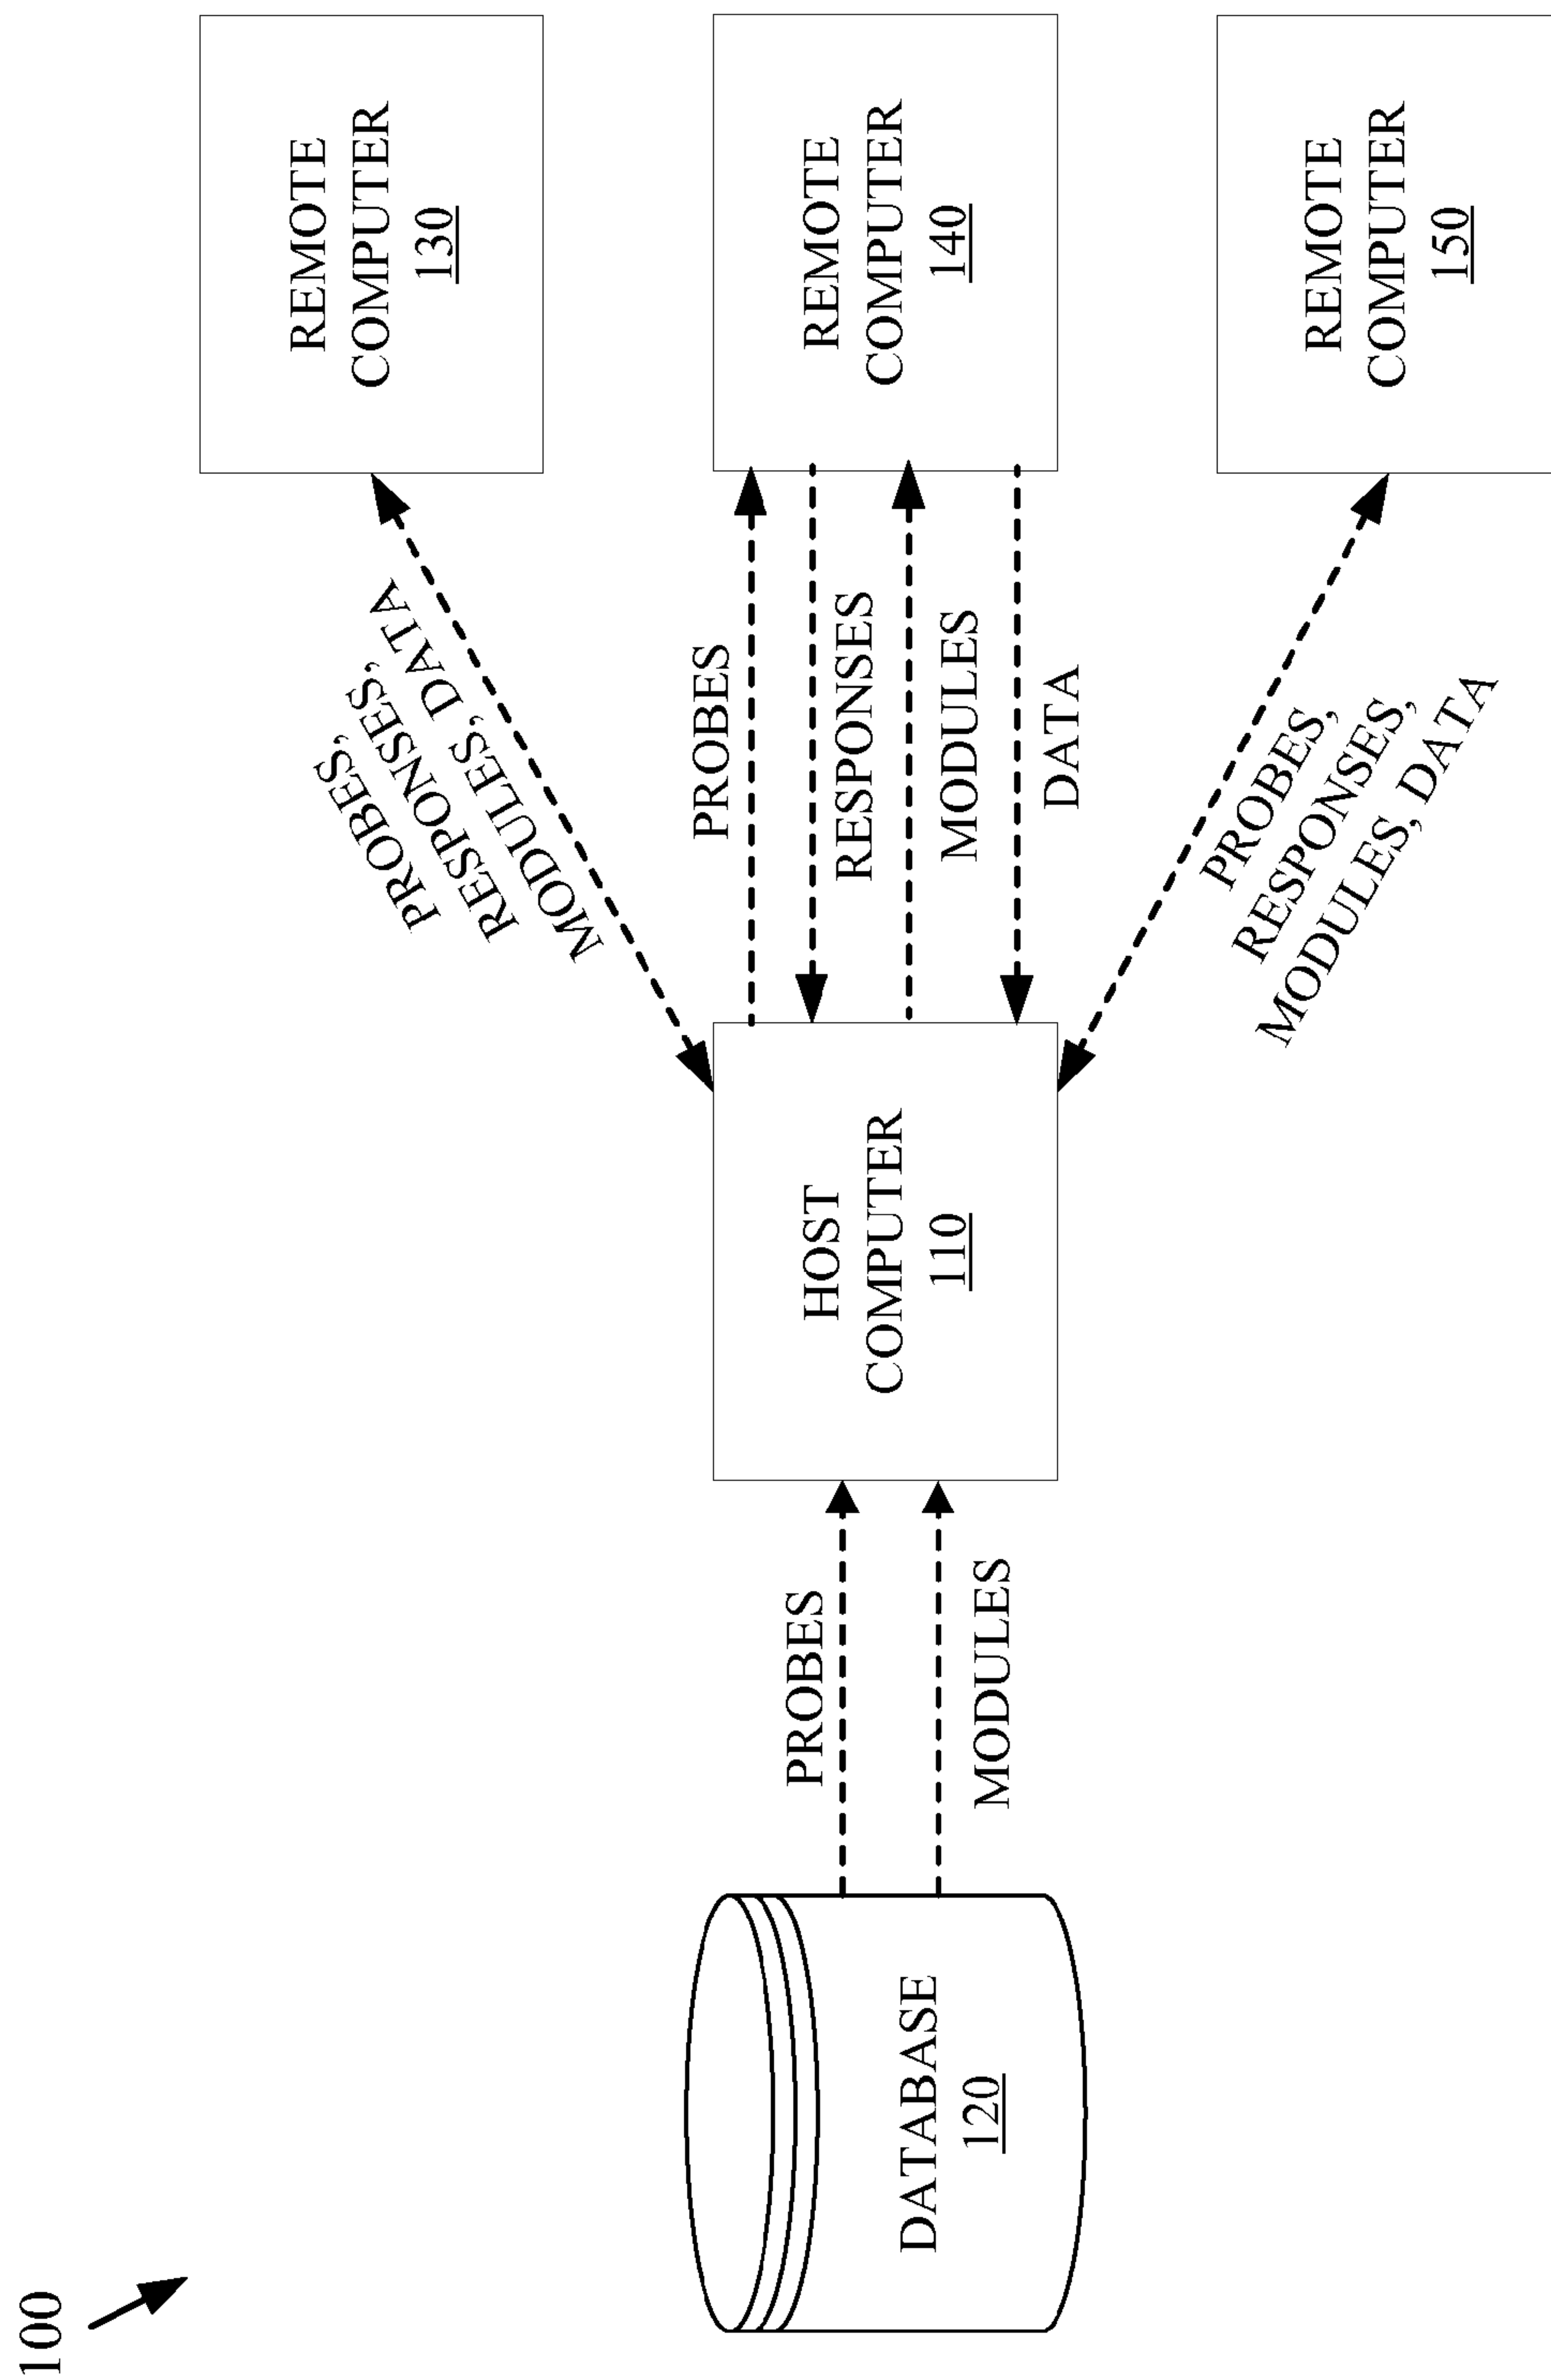 100
DATABASE
120
PROBES
MODULES
HOST
COMPUTER
110
PROBES,
RESPONSES,
MODULES, DATA
PROBES
RESPONSES
MODULES
DATA
PROBES,
RESPONSES,
MODULES, DATA
REMOTE
COMPUTER
130
REMOTE
COMPUTER
140
REMOTE
COMPUTER
150